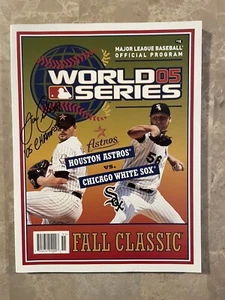 MAJOR LEAGUE BASEBALL®
OFFICIAL PROGRAM
WORLD 05
SERIES
Astros
HOUSTON ASTROS®
VS.
CHICAGO WHITE SOX®
56
SOX
FALL CLASSIC